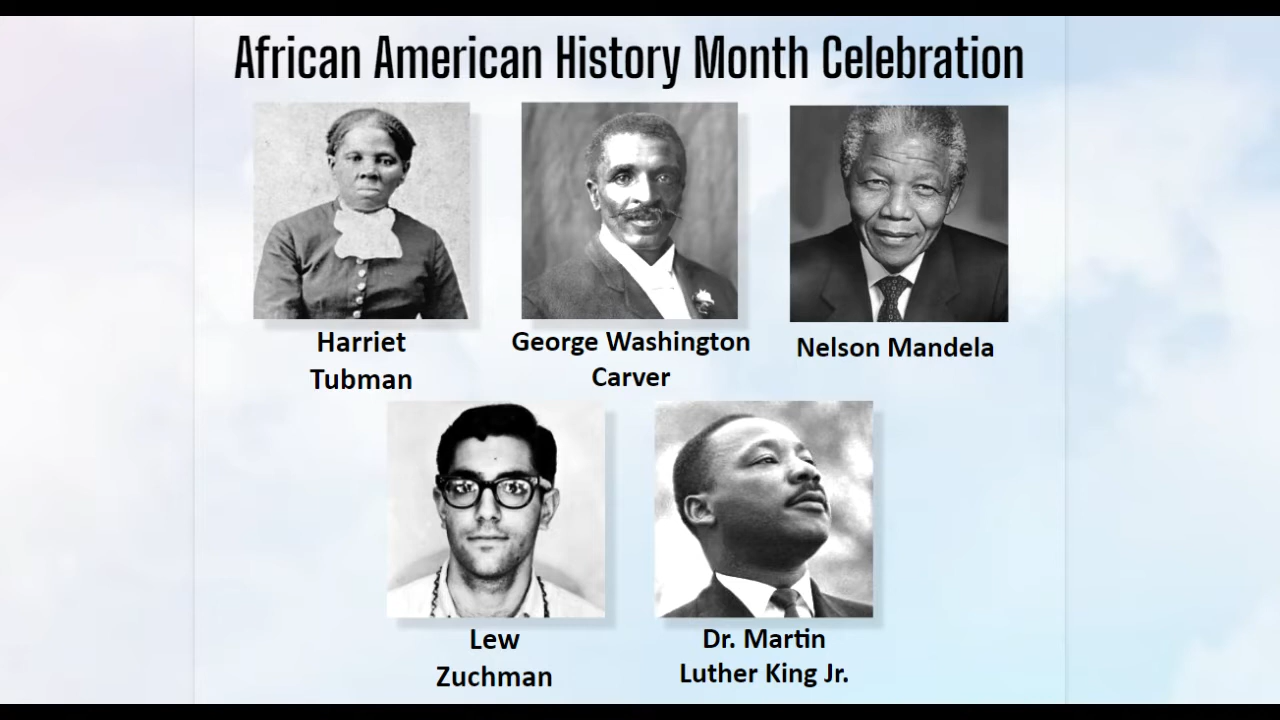 African American History Month Celebration
Harriet
Tubman
George Washington
Carver
Nelson Mandela
Lew
Zuchman
Dr. Martin
Luther King Jr.